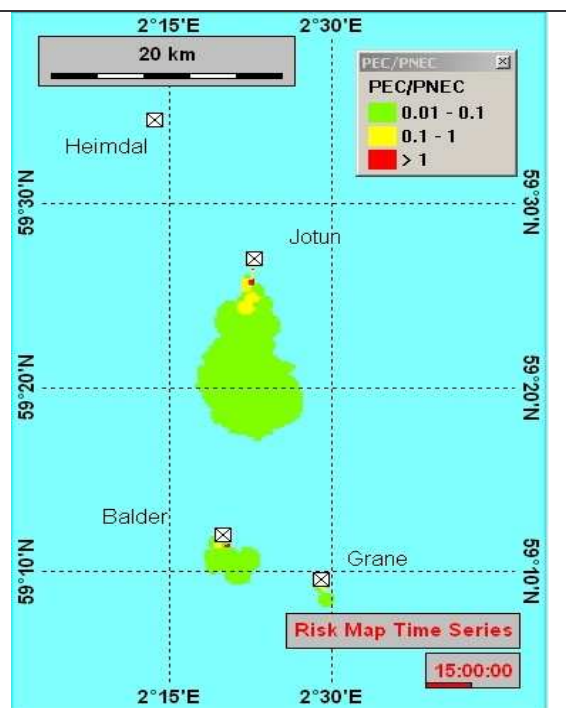 2°15'E 2°30'E
20 km
PEC/PNEC
PEC/PNEC
0.01 - 0.1
0.1 - 1
> 1
Heimdal
59°30'N 59°30'N
Jotun
59°20'N 59°20'N
Balder
Grane
59°10'N 59°10'N
Risk Map Time Series
15:00:00
2°15'E 2°30'E